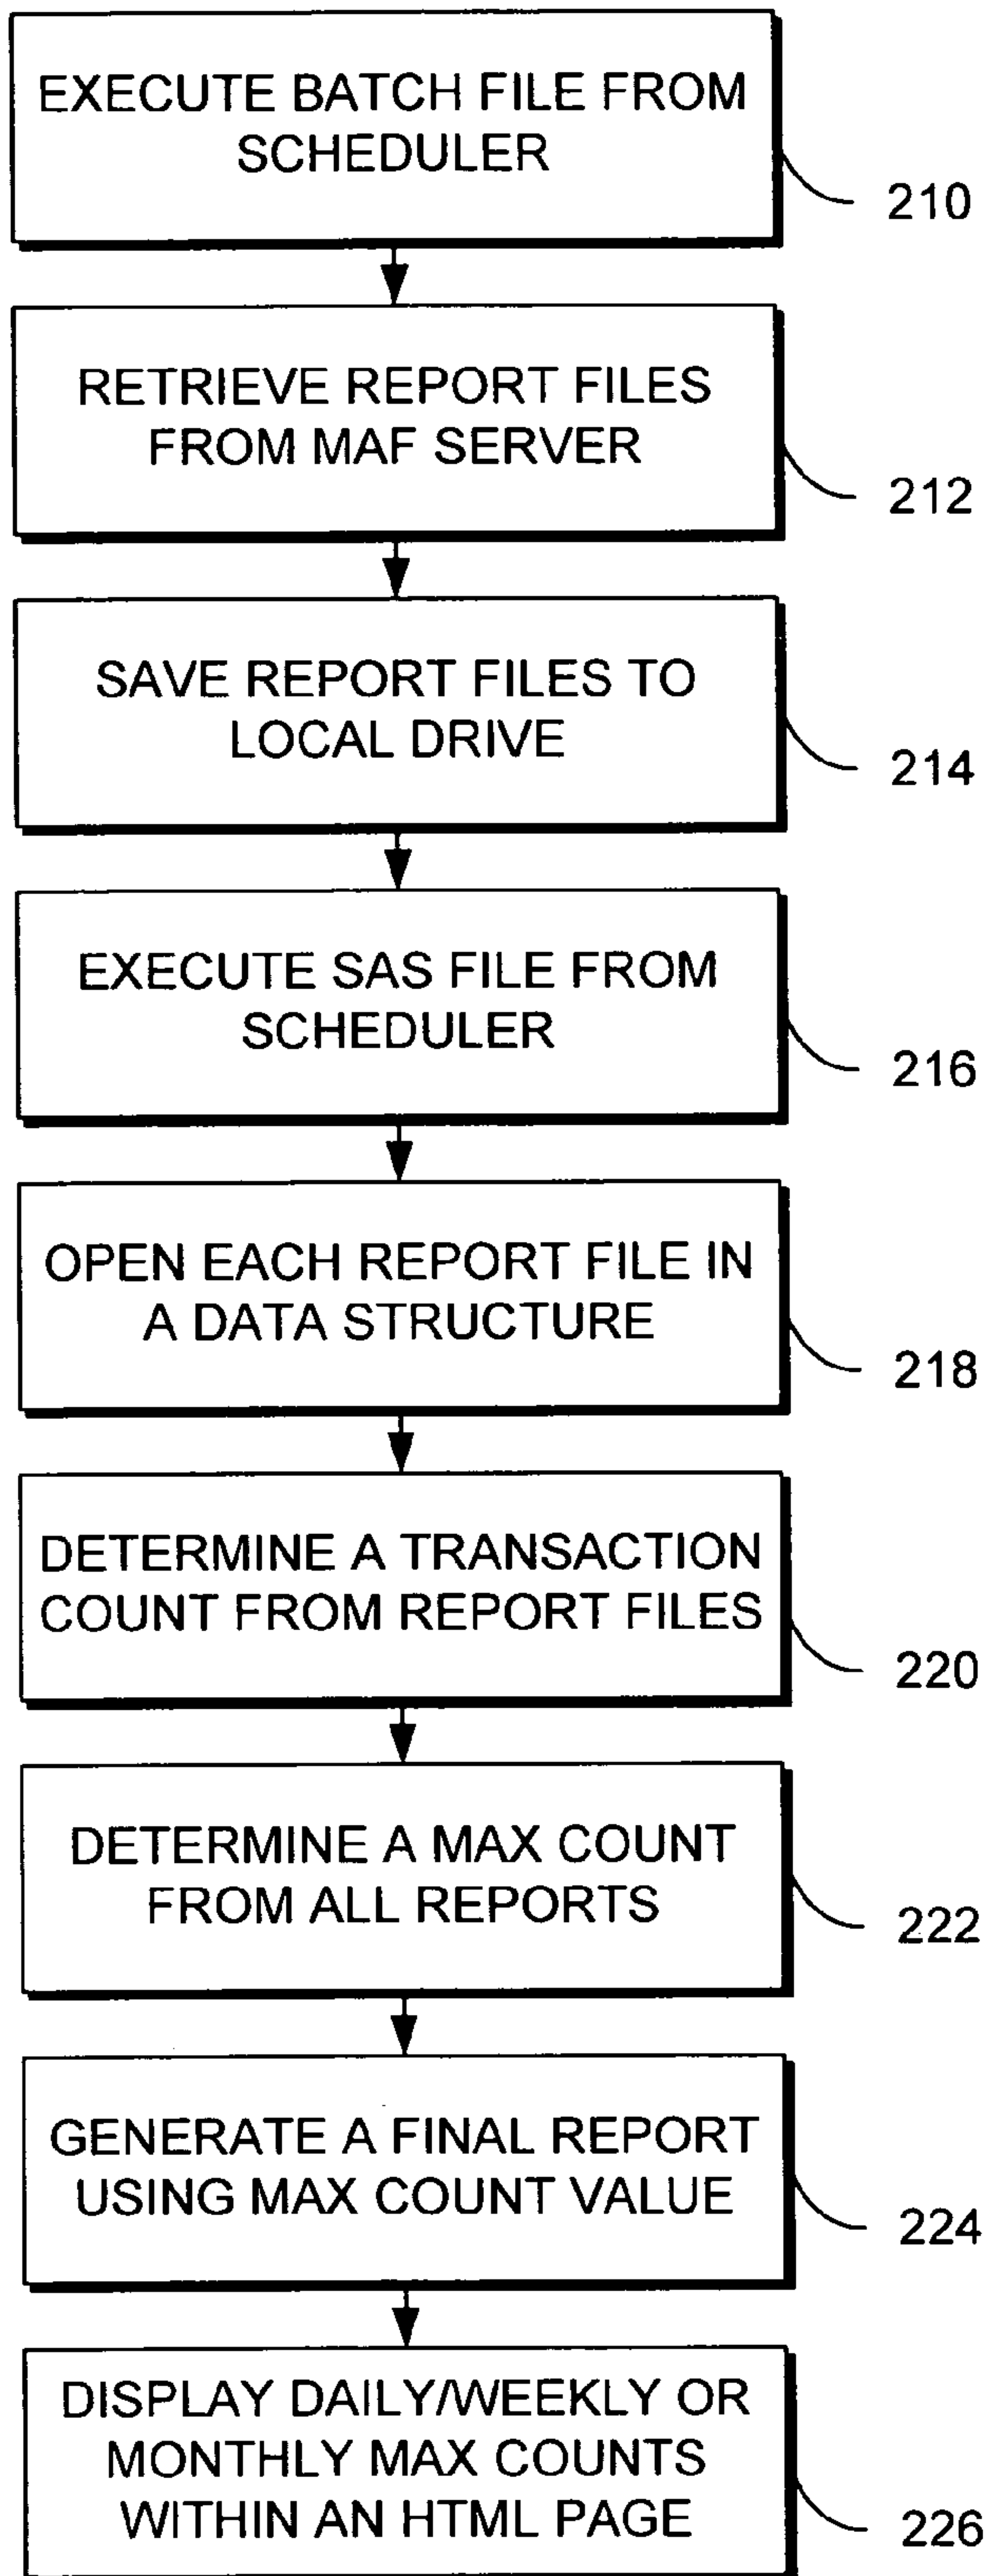 EXECUTE BATCH FILE FROM
SCHEDULER
210
RETRIEVE REPORT FILES
FROM MAF SERVER
212
SAVE REPORT FILES TO
LOCAL DRIVE
214
EXECUTE SAS FILE FROM
SCHEDULER
216
OPEN EACH REPORT FILE IN
A DATA STRUCTURE
218
DETERMINE A TRANSACTION
COUNT FROM REPORT FILES
220
DETERMINE A MAX COUNT
FROM ALL REPORTS
222
GENERATE A FINAL REPORT
USING MAX COUNT VALUE
224
DISPLAY DAILY/WEEKLY OR
MONTHLY MAX COUNTS
WITHIN AN HTML PAGE
226